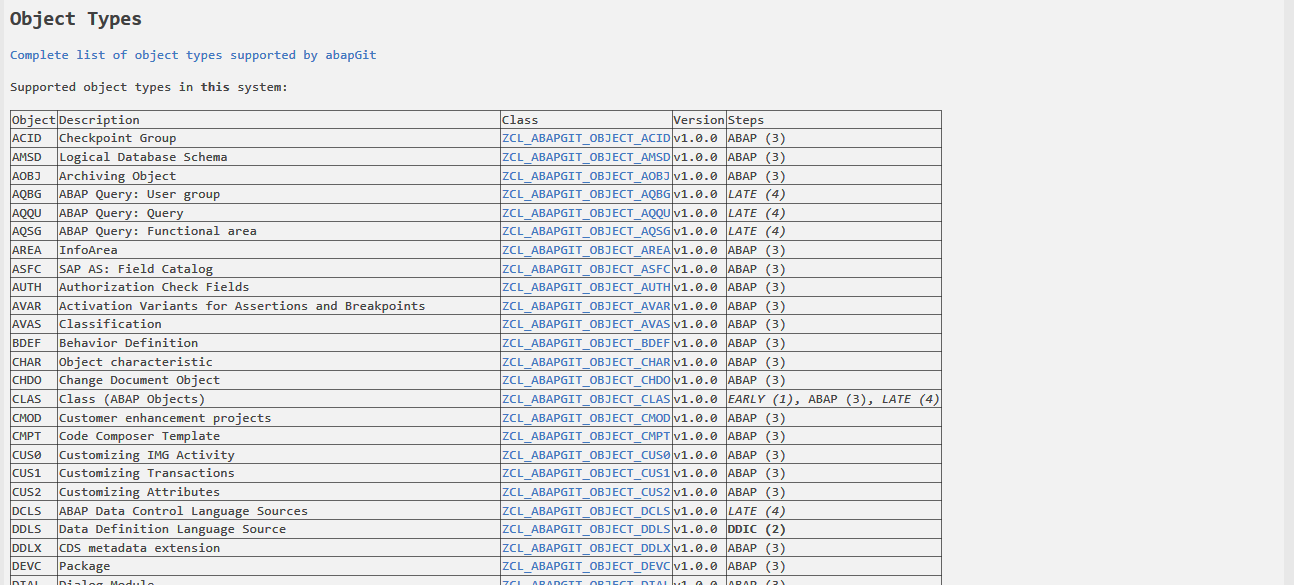 Object Types
Complete list of object types supported by abapGit
Supported object types in this system:
Object Description Class Version Steps
ACID Checkpoint Group ZCL_ABAPGIT_OBJECT_ACID v1.0.0 ABAP (3)
AMSD Logical Database Schema ZCL_ABAPGIT_OBJECT_AMSD v1.0.0 ABAP (3)
AOBJ Archiving Object ZCL_ABAPGIT_OBJECT_AOBJ v1.0.0 ABAP (3)
AQBG ABAP Query: User group ZCL_ABAPGIT_OBJECT_AQBG v1.0.0 LATE (4)
AQQU ABAP Query: Query ZCL_ABAPGIT_OBJECT_AQQU v1.0.0 LATE (4)
AQSG ABAP Query: Functional area ZCL_ABAPGIT_OBJECT_AQSG v1.0.0 LATE (4)
AREA InfoArea ZCL_ABAPGIT_OBJECT_AREA v1.0.0 ABAP (3)
ASFC SAP AS: Field Catalog ZCL_ABAPGIT_OBJECT_ASFC v1.0.0 ABAP (3)
AUTH Authorization Check Fields ZCL_ABAPGIT_OBJECT_AUTH v1.0.0 ABAP (3)
AVAR Activation Variants for Assertions and Breakpoints ZCL_ABAPGIT_OBJECT_AVAR v1.0.0 ABAP (3)
AVAS Classification ZCL_ABAPGIT_OBJECT_AVAS v1.0.0 ABAP (3)
BDEF Behavior Definition ZCL_ABAPGIT_OBJECT_BDEF v1.0.0 ABAP (3)
CHAR Object characteristic ZCL_ABAPGIT_OBJECT_CHAR v1.0.0 ABAP (3)
CHDO Change Document Object ZCL_ABAPGIT_OBJECT_CHDO v1.0.0 ABAP (3)
CLAS Class (ABAP Objects) ZCL_ABAPGIT_OBJECT_CLAS v1.0.0 EARLY (1), ABAP (3), LATE (4)
CMOD Customer enhancement projects ZCL_ABAPGIT_OBJECT_CMOD v1.0.0 ABAP (3)
CMPT Code Composer Template ZCL_ABAPGIT_OBJECT_CMPT v1.0.0 ABAP (3)
CUS0 Customizing IMG Activity ZCL_ABAPGIT_OBJECT_CUS0 v1.0.0 ABAP (3)
CUS1 Customizing Transactions ZCL_ABAPGIT_OBJECT_CUS1 v1.0.0 ABAP (3)
CUS2 Customizing Attributes ZCL_ABAPGIT_OBJECT_CUS2 v1.0.0 ABAP (3)
DCLS ABAP Data Control Language Sources ZCL_ABAPGIT_OBJECT_DCLS v1.0.0 LATE (4)
DDLS Data Definition Language Source ZCL_ABAPGIT_OBJECT_DDLS v1.0.0 DDIC (2)
DDLX CDS metadata extension ZCL_ABAPGIT_OBJECT_DDLX v1.0.0 ABAP (3)
DEVC Package ZCL_ABAPGIT_OBJECT_DEVC v1.0.0 ABAP (3)
DIAL Dialog Module ZCL_ABAPGIT_OBJECT_DIAL v1.0.0 ABAP (3)